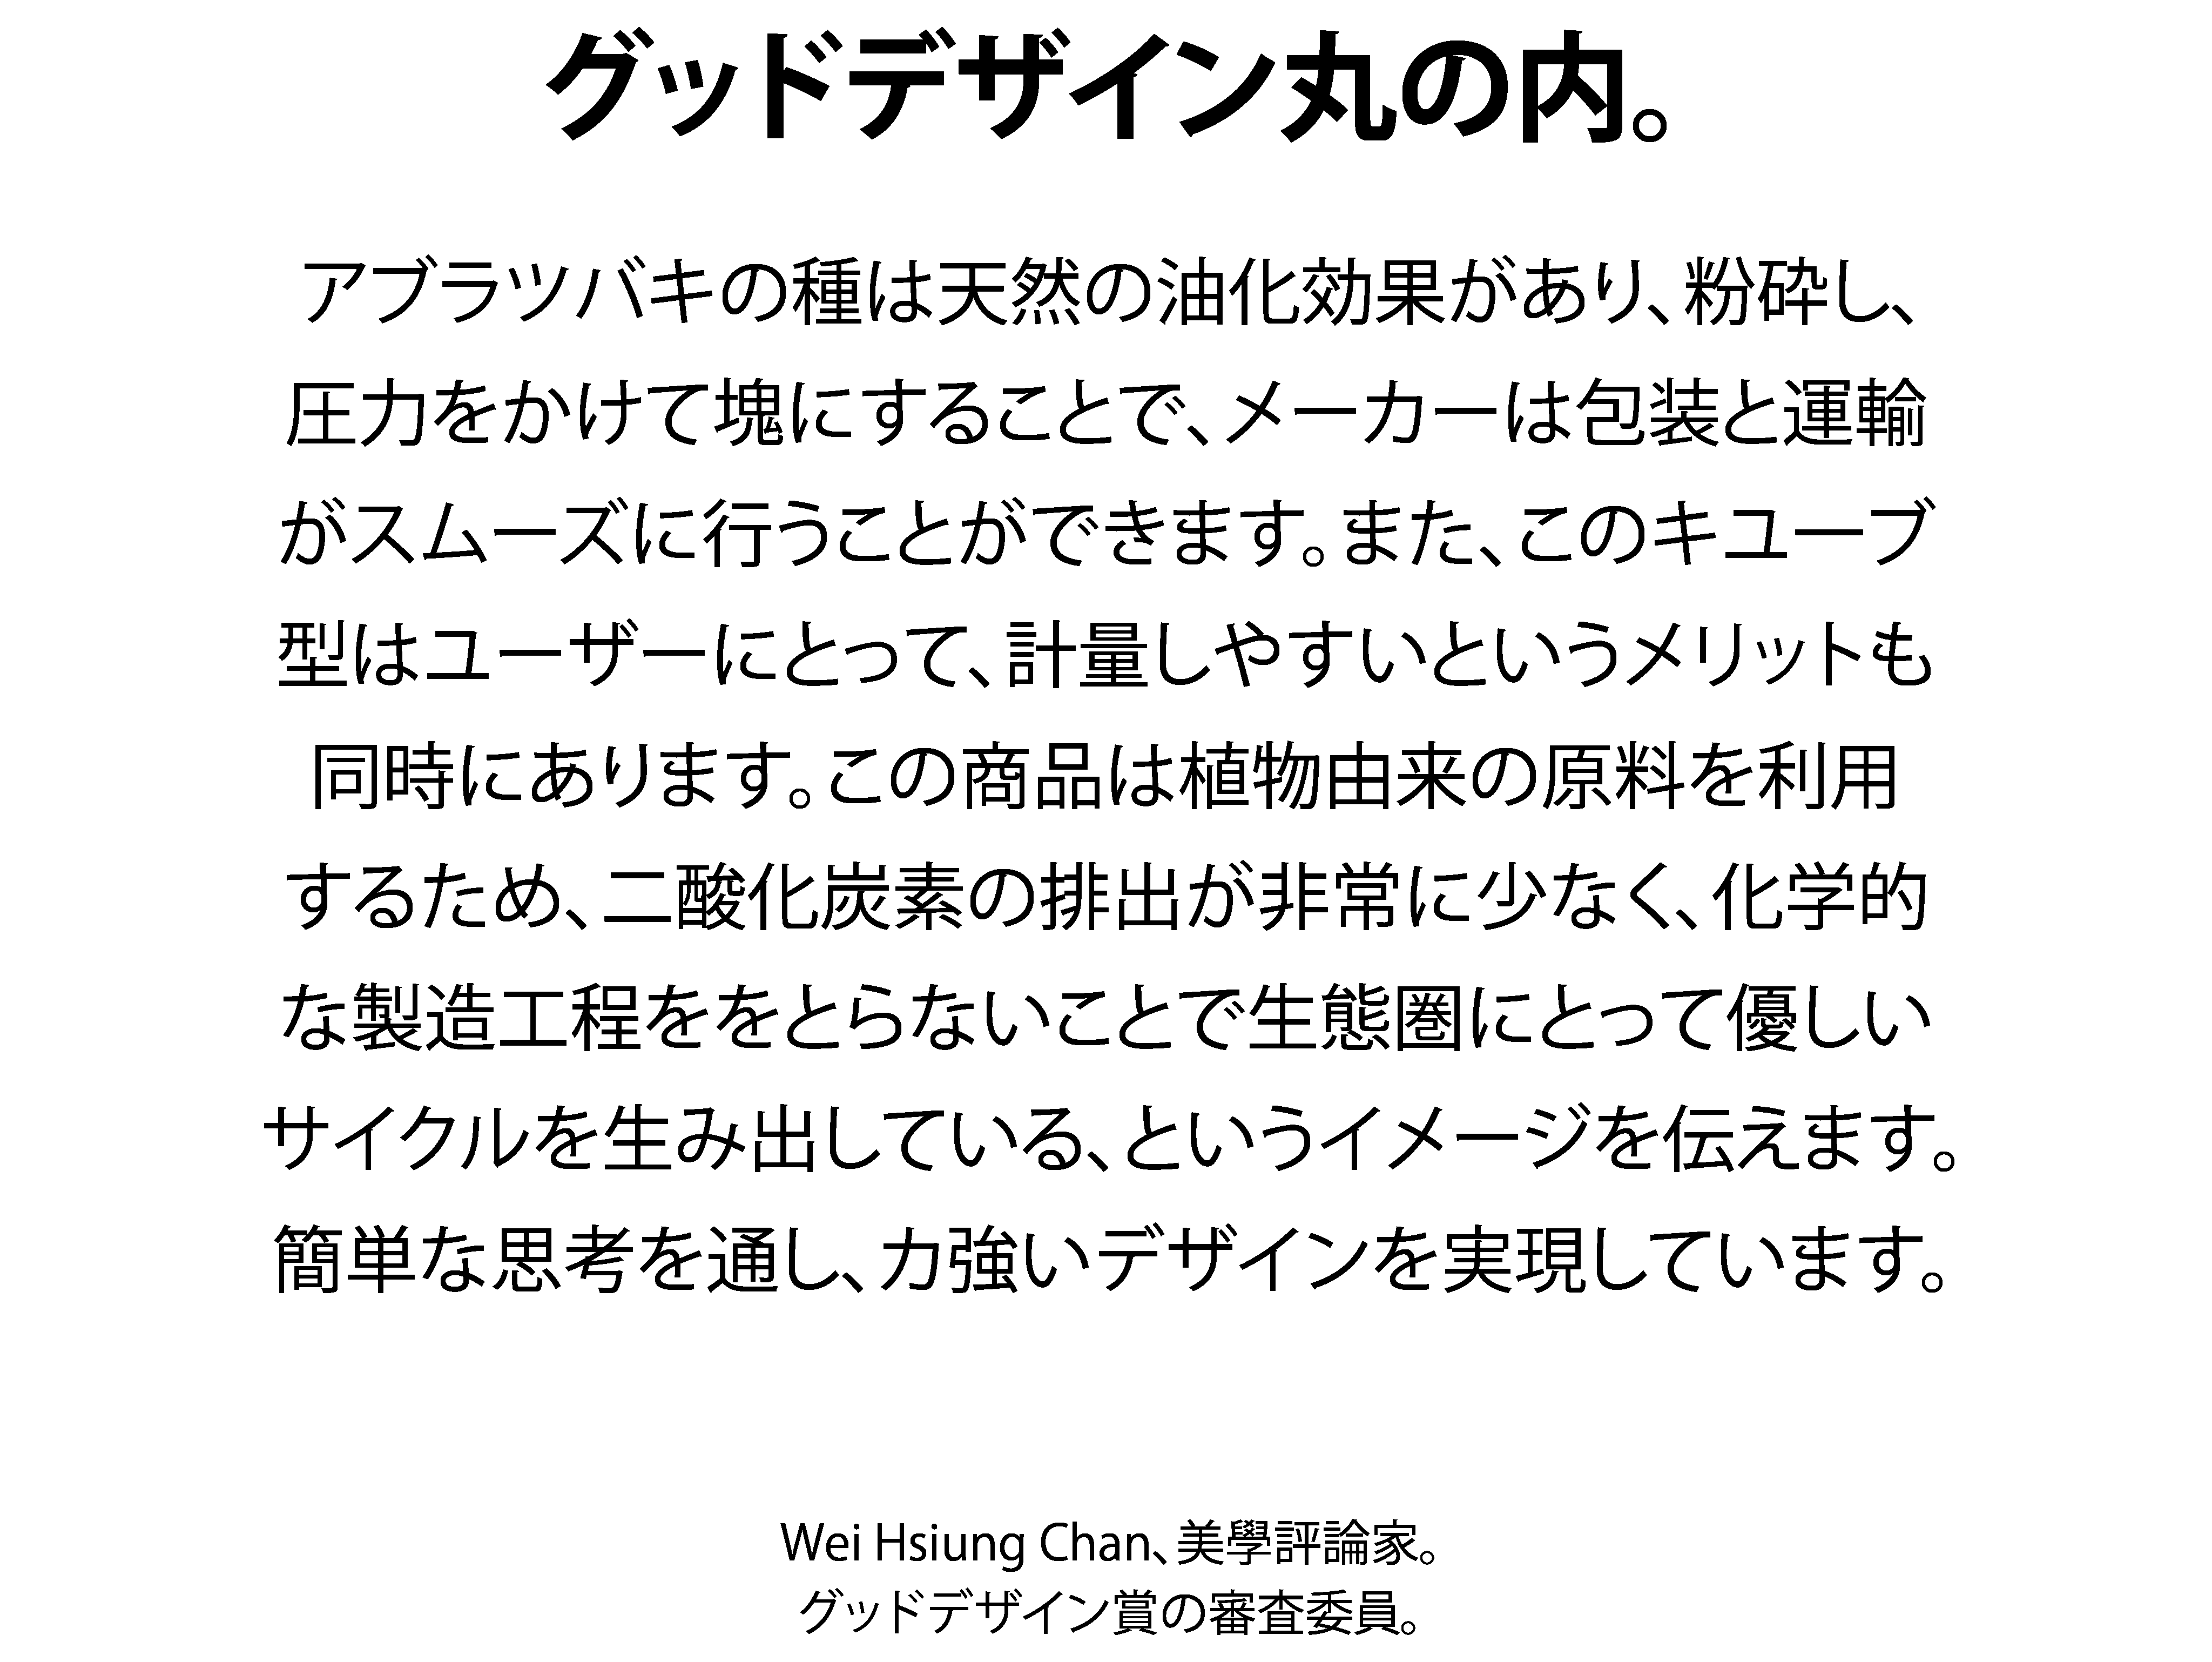 グッドデザイン丸の内。
アブラツバキの種は天然の油化効果があり、粉砕し、
圧力をかけて塊にすることで、メーカーは包装と運輸
がスムーズに行うことができます。また、このキユーブ
型はユーザーにとって、計量しやすいというメリットも
同時にあります。この商品は植物由来の原料を利用
するため、二酸化炭素の排出が非常に少なく、化学的
な製造工程ををとらないことで生態圏にとって優しい
サイクルを生み出している、というイメージを伝えます。
簡単な思考を通し、力強いデザインを実現しています。
Wei Hsiung Chan、美學評論家。
グッドデザイン賞の審査委員。